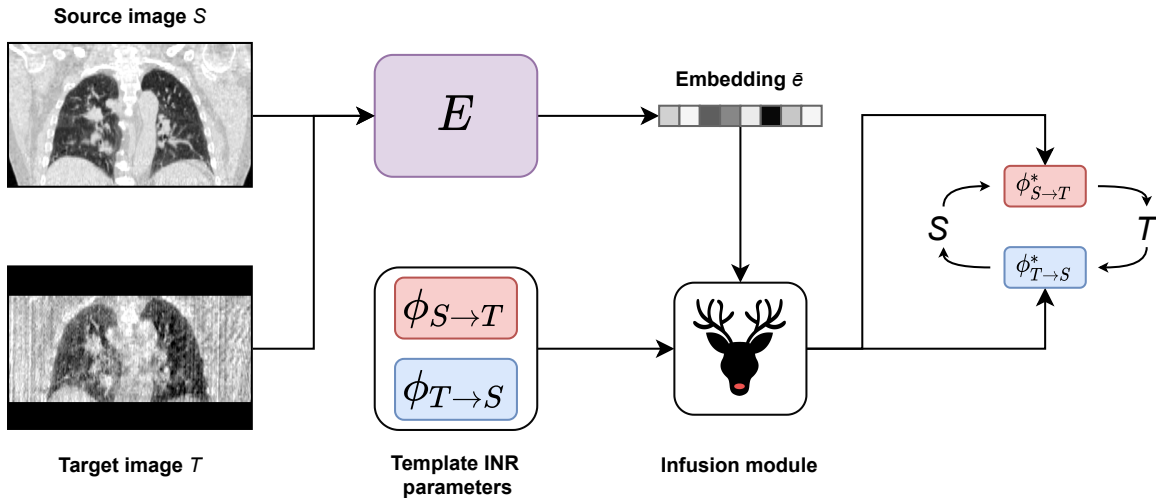 Source image S
E
Embedding ē
ϕ*S→T
S
T
ϕ*T→S
ϕS→T
ϕT→S
Target image T
Template INR
parameters
Infusion module